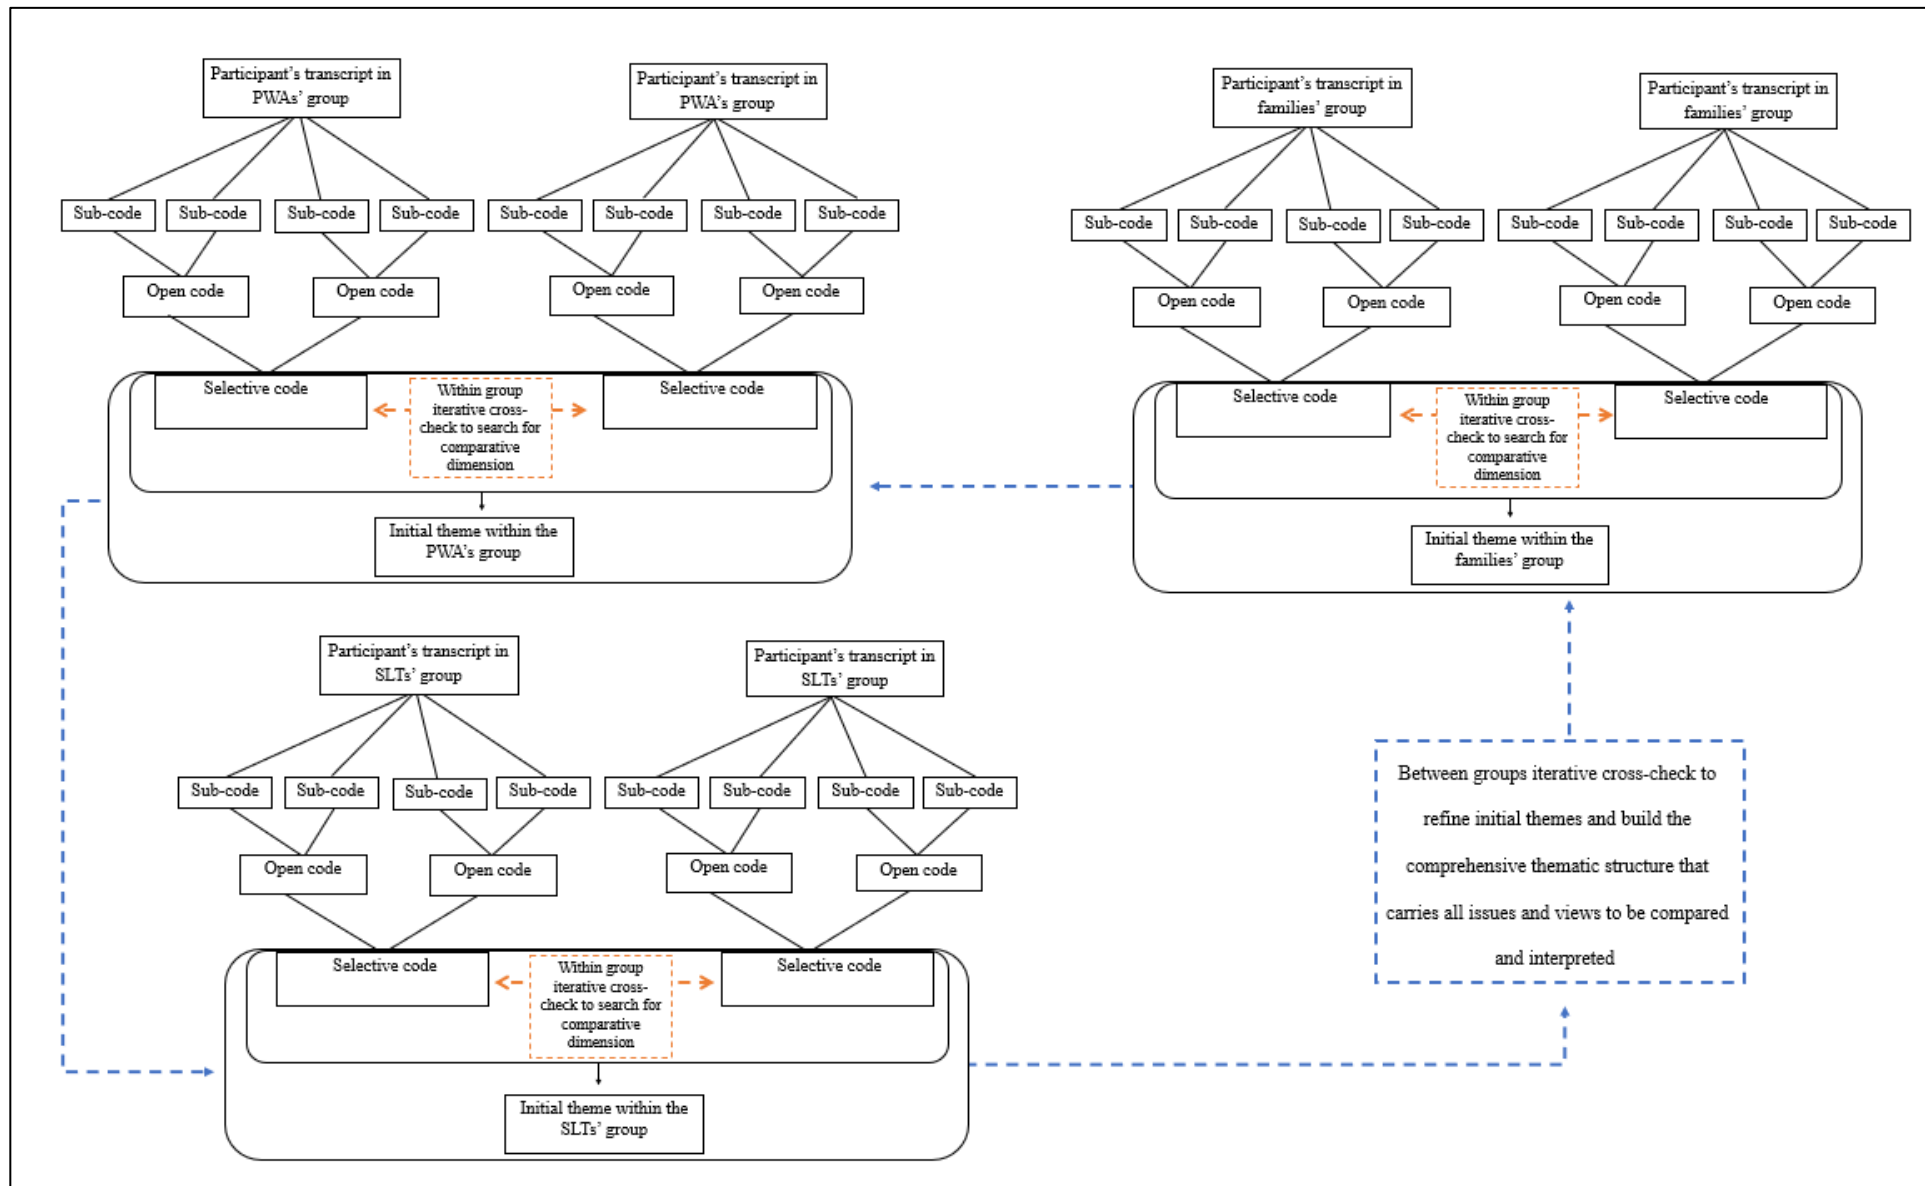 Participant's transcript in
PWAs' group
Participant's transcript in
PWA's group
Sub-code
Sub-code
Sub-code
Sub-code
Sub-code
Sub-code
Sub-code
Sub-code
Open code
Open code
Open code
Open code
Selective code
Within group
iterative cross-
check to search for
comparative
dimension
Selective code
Initial theme within the
PWA's group
Participant's transcript in
families' group
Participant's transcript in
families' group
Sub-code
Sub-code
Sub-code
Sub-code
Sub-code
Sub-code
Sub-code
Sub-code
Open code
Open code
Open code
Open code
Selective code
Within group
iterative cross-
check to search for
comparative
dimension
Selective code
Initial theme within the
families' group
Participant's transcript in
SLTs' group
Participant's transcript in
SLTs' group
Sub-code
Sub-code
Sub-code
Sub-code
Sub-code
Sub-code
Sub-code
Sub-code
Open code
Open code
Open code
Open code
Selective code
Within group
iterative cross-
check to search for
comparative
dimension
Selective code
Initial theme within the
SLTs' group
Between groups iterative cross-check to
refine initial themes and build the
comprehensive thematic structure that
carries all issues and views to be compared
and interpreted